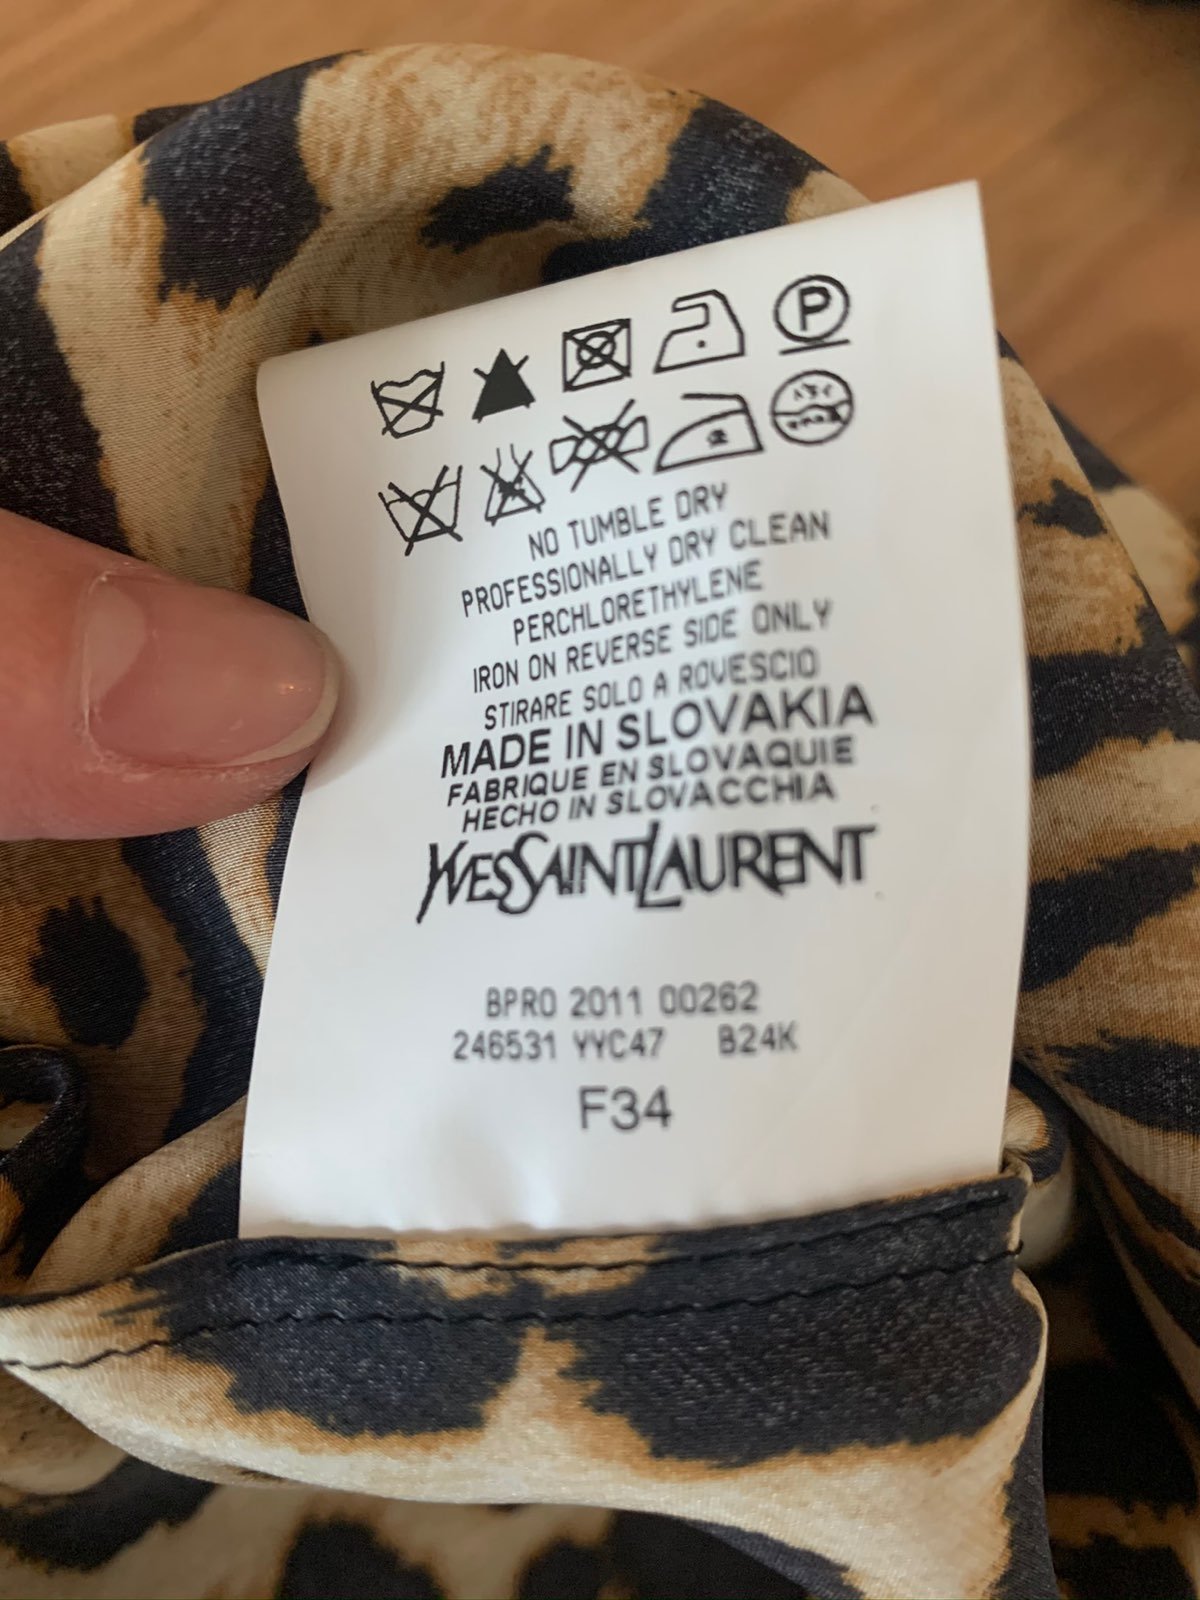 P
NO TUMBLE DRY
PROFESSIONALLY DRY CLEAN
PERCHLORETHYLENE
IRON ON REVERSE SIDE ONLY
STIRARE SOLO A ROVESCIO
MADE IN SLOVAKIA
FABRIQUE EN SLOVAQUIE
HECHO IN SLOVACCHIA
YVESSAINTLAURENT
BPRO 2011 00262
246531 YYC47 B24K
F34